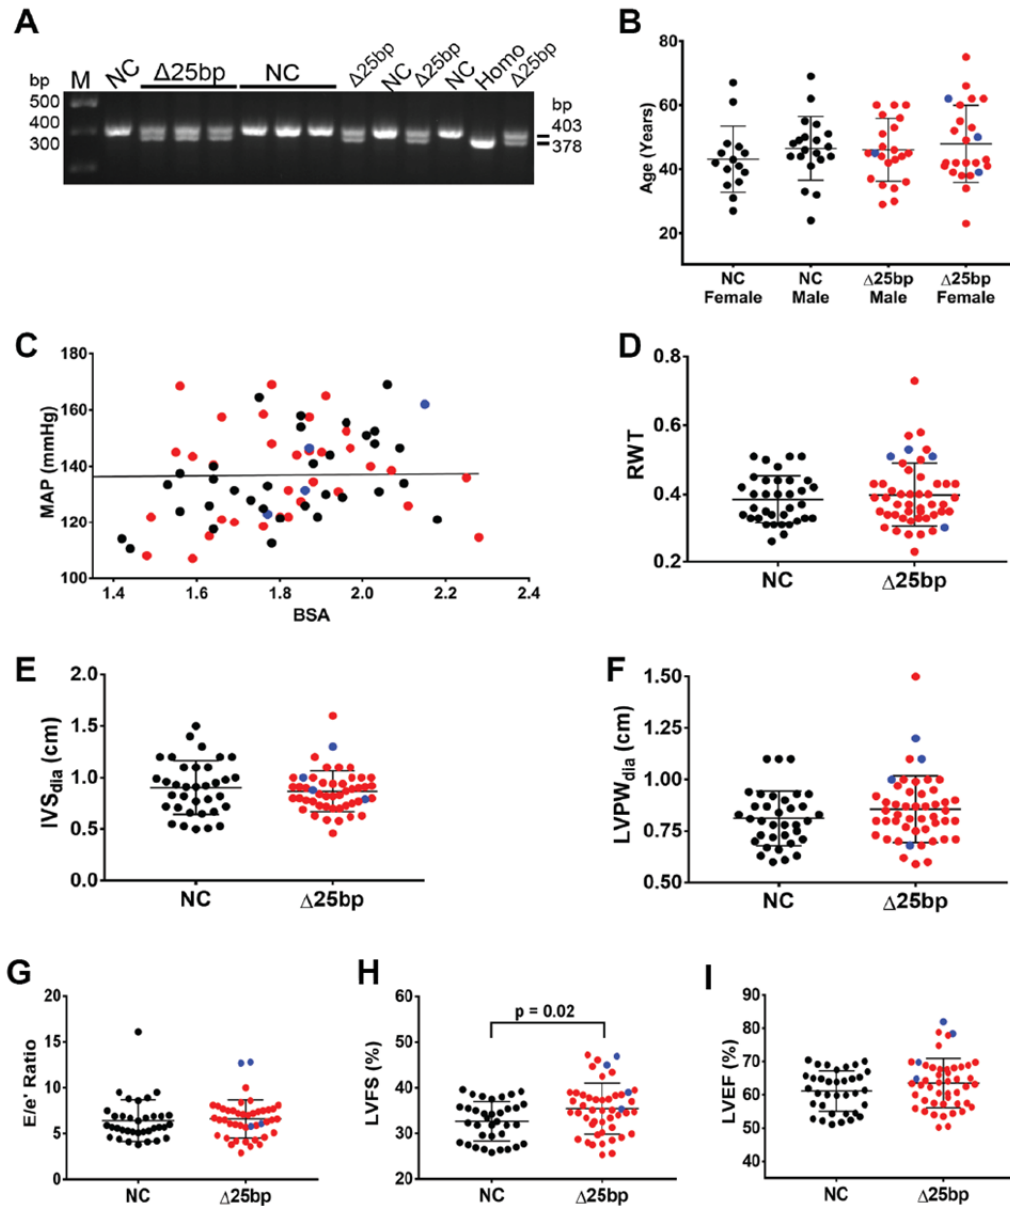 A
bp
M
NC
Δ25bp
NC
Δ25bp
NC
Δ25bp
NC
Homo
Δ25bp
500
400
300
bp
403
378
B
Age (Years)
80
60
40
20
NC Female
NC Male
Δ25bp Male
Δ25bp Female
C
MAP (mmHg)
180
160
140
120
100
1.4 1.6 1.8 2.0 2.2 2.4
BSA
D
RWT
0.8
0.6
0.4
0.2
NC Δ25bp
E
IVSdia (cm)
2.0
1.5
1.0
0.5
0.0
NC Δ25bp
F
LVPWdia (cm)
1.50
1.25
1.00
0.75
0.50
NC Δ25bp
G
E/e' Ratio
20
15
10
5
0
NC Δ25bp
H
LVFS (%)
60
50
40
30
20
p = 0.02
NC Δ25bp
I
LVEF (%)
90
80
70
60
50
40
NC Δ25bp